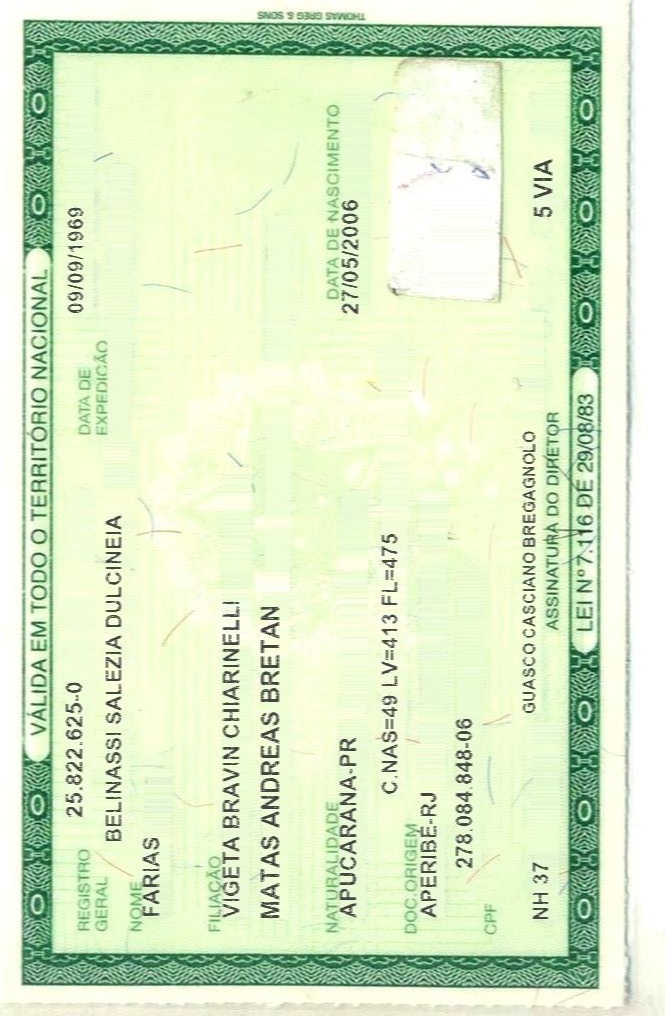 THOMAS GREG & SONS
VÁLIDA EM TODO O TERRITÓRIO NACIONAL
REGISTRO GERAL 25.822.625-0 DATA DE EXPEDIÇÃO 09/09/1969
BELINASSI SALEZIA DULCINEIA
NOME
FARIAS
FILIAÇÃO
VIGETA BRAVIN CHIARINELLI
MATAS ANDREAS BRETAN
NATURALIDADE DATA DE NASCIMENTO
APUCARANA-PR 27/05/2006
C.NAS=49 LV=413 FL=475
DOC.ORIGEM
APERIBÉ-RJ
278.084.848-06
CPF
GUASCO CASCIANO BREGAGNOLO
NH 37 5 VIA
ASSINATURA DO DIRETOR
LEI Nº 7.116 DE 29/08/83